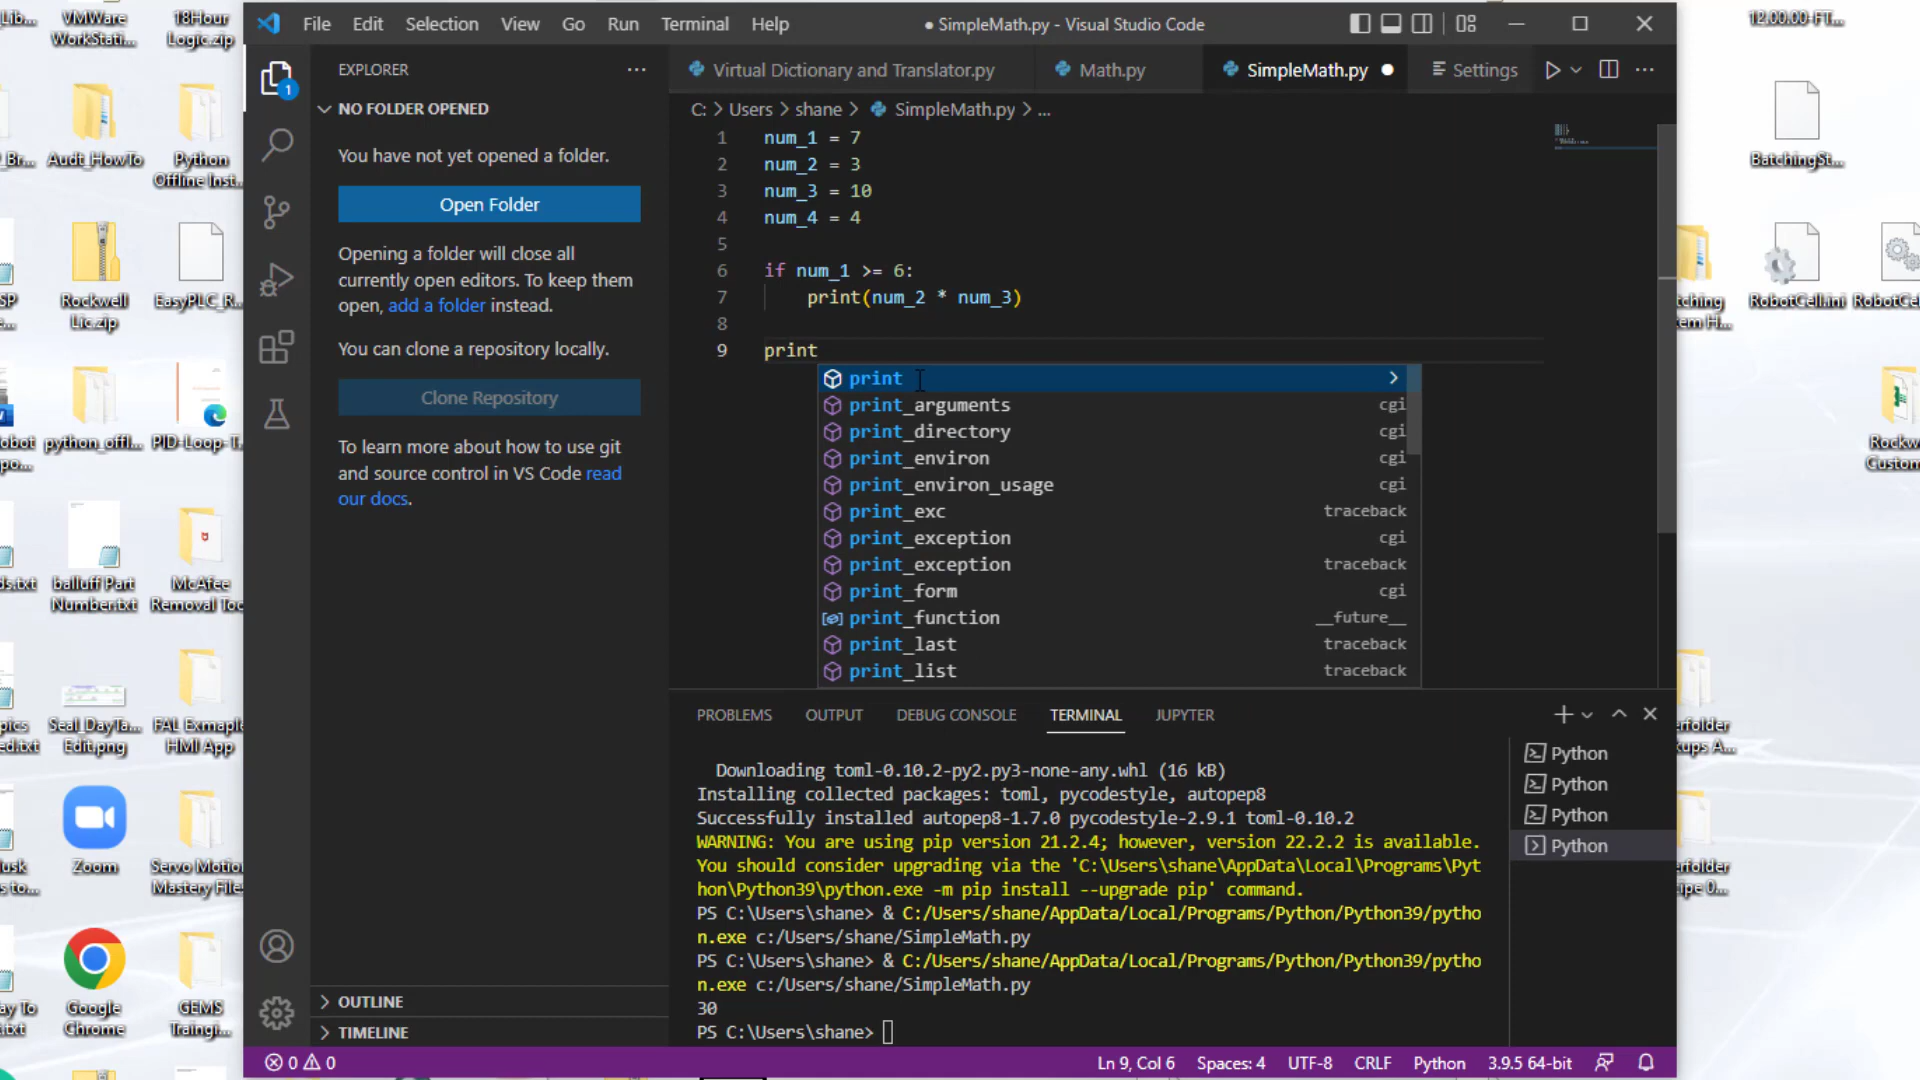 File Edit Selection View Go Run Terminal Help
● SimpleMath.py - Visual Studio Code
EXPLORER
NO FOLDER OPENED
You have not yet opened a folder.
Open Folder
Opening a folder will close all
currently open editors. To keep them
open, add a folder instead.
You can clone a repository locally.
Clone Repository
To learn more about how to use git
and source control in VS Code read
our docs.
OUTLINE
TIMELINE
1
Virtual Dictionary and Translator.py
Math.py
SimpleMath.py
Settings
C: > Users > shane > SimpleMath.py > ...
1 num_1 = 7
2 num_2 = 3
3 num_3 = 10
4 num_4 = 4
5
6 if num_1 >= 6:
7 print(num_2 * num_3)
8
9 print
print
print_arguments cgi
print_directory cgi
print_environ cgi
print_environ_usage cgi
print_exc traceback
print_exception cgi
print_exception traceback
print_form cgi
print_function __future__
print_last traceback
print_list traceback
PROBLEMS OUTPUT DEBUG CONSOLE TERMINAL JUPYTER
Downloading toml-0.10.2-py2.py3-none-any.whl (16 kB)
Installing collected packages: toml, pycodestyle, autopep8
Successfully installed autopep8-1.7.0 pycodestyle-2.9.1 toml-0.10.2
WARNING: You are using pip version 21.2.4; however, version 22.2.2 is available.
You should consider upgrading via the 'C:\Users\shane\AppData\Local\Programs\Pyt
hon\Python39\python.exe -m pip install --upgrade pip' command.
PS C:\Users\shane> & C:/Users/shane/AppData/Local/Programs/Python/Python39/pytho
n.exe c:/Users/shane/SimpleMath.py
PS C:\Users\shane> & C:/Users/shane/AppData/Local/Programs/Python/Python39/pytho
n.exe c:/Users/shane/SimpleMath.py
30
PS C:\Users\shane>
Python
Python
Python
Python
0 0
Ln 9, Col 6 Spaces: 4 UTF-8 CRLF Python 3.9.5 64-bit
VMWare
WorkStati...
18Hour
Logic.zip
Audt_HowTo
Python
Offline Inst...
Rockwell
Lic.zip
EasyPLC_R...
python_offl...
PID-Loop-T...
balluff Part
Number.txt
McAfee
Removal Too
Seal_DayTa...
Edit.png
FAL Exmaple
HMI App
Zoom
Servo Motion
Mastery File
Google
Chrome
GEMS
Traingi...
12.00.00-FT...
BatchingSt...
RobotCell.ini
RobotCell
Rockw
Custom